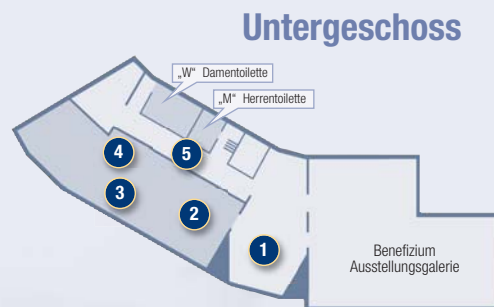 Untergeschoss
„W“ Damentoilette
„M“ Herrentoilette
4
5
3
2
1
Benefizium
Ausstellungsgalerie